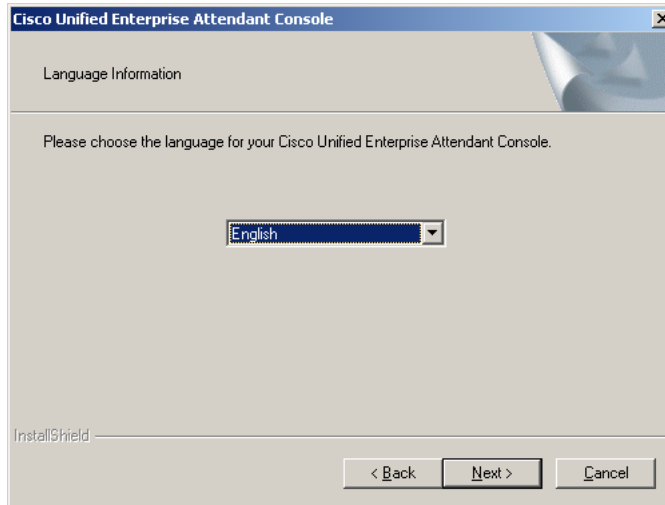 Cisco Unified Enterprise Attendant Console
Language Information
Please choose the language for your Cisco Unified Enterprise Attendant Console.
English
InstallShield
< Back
Next >
Cancel